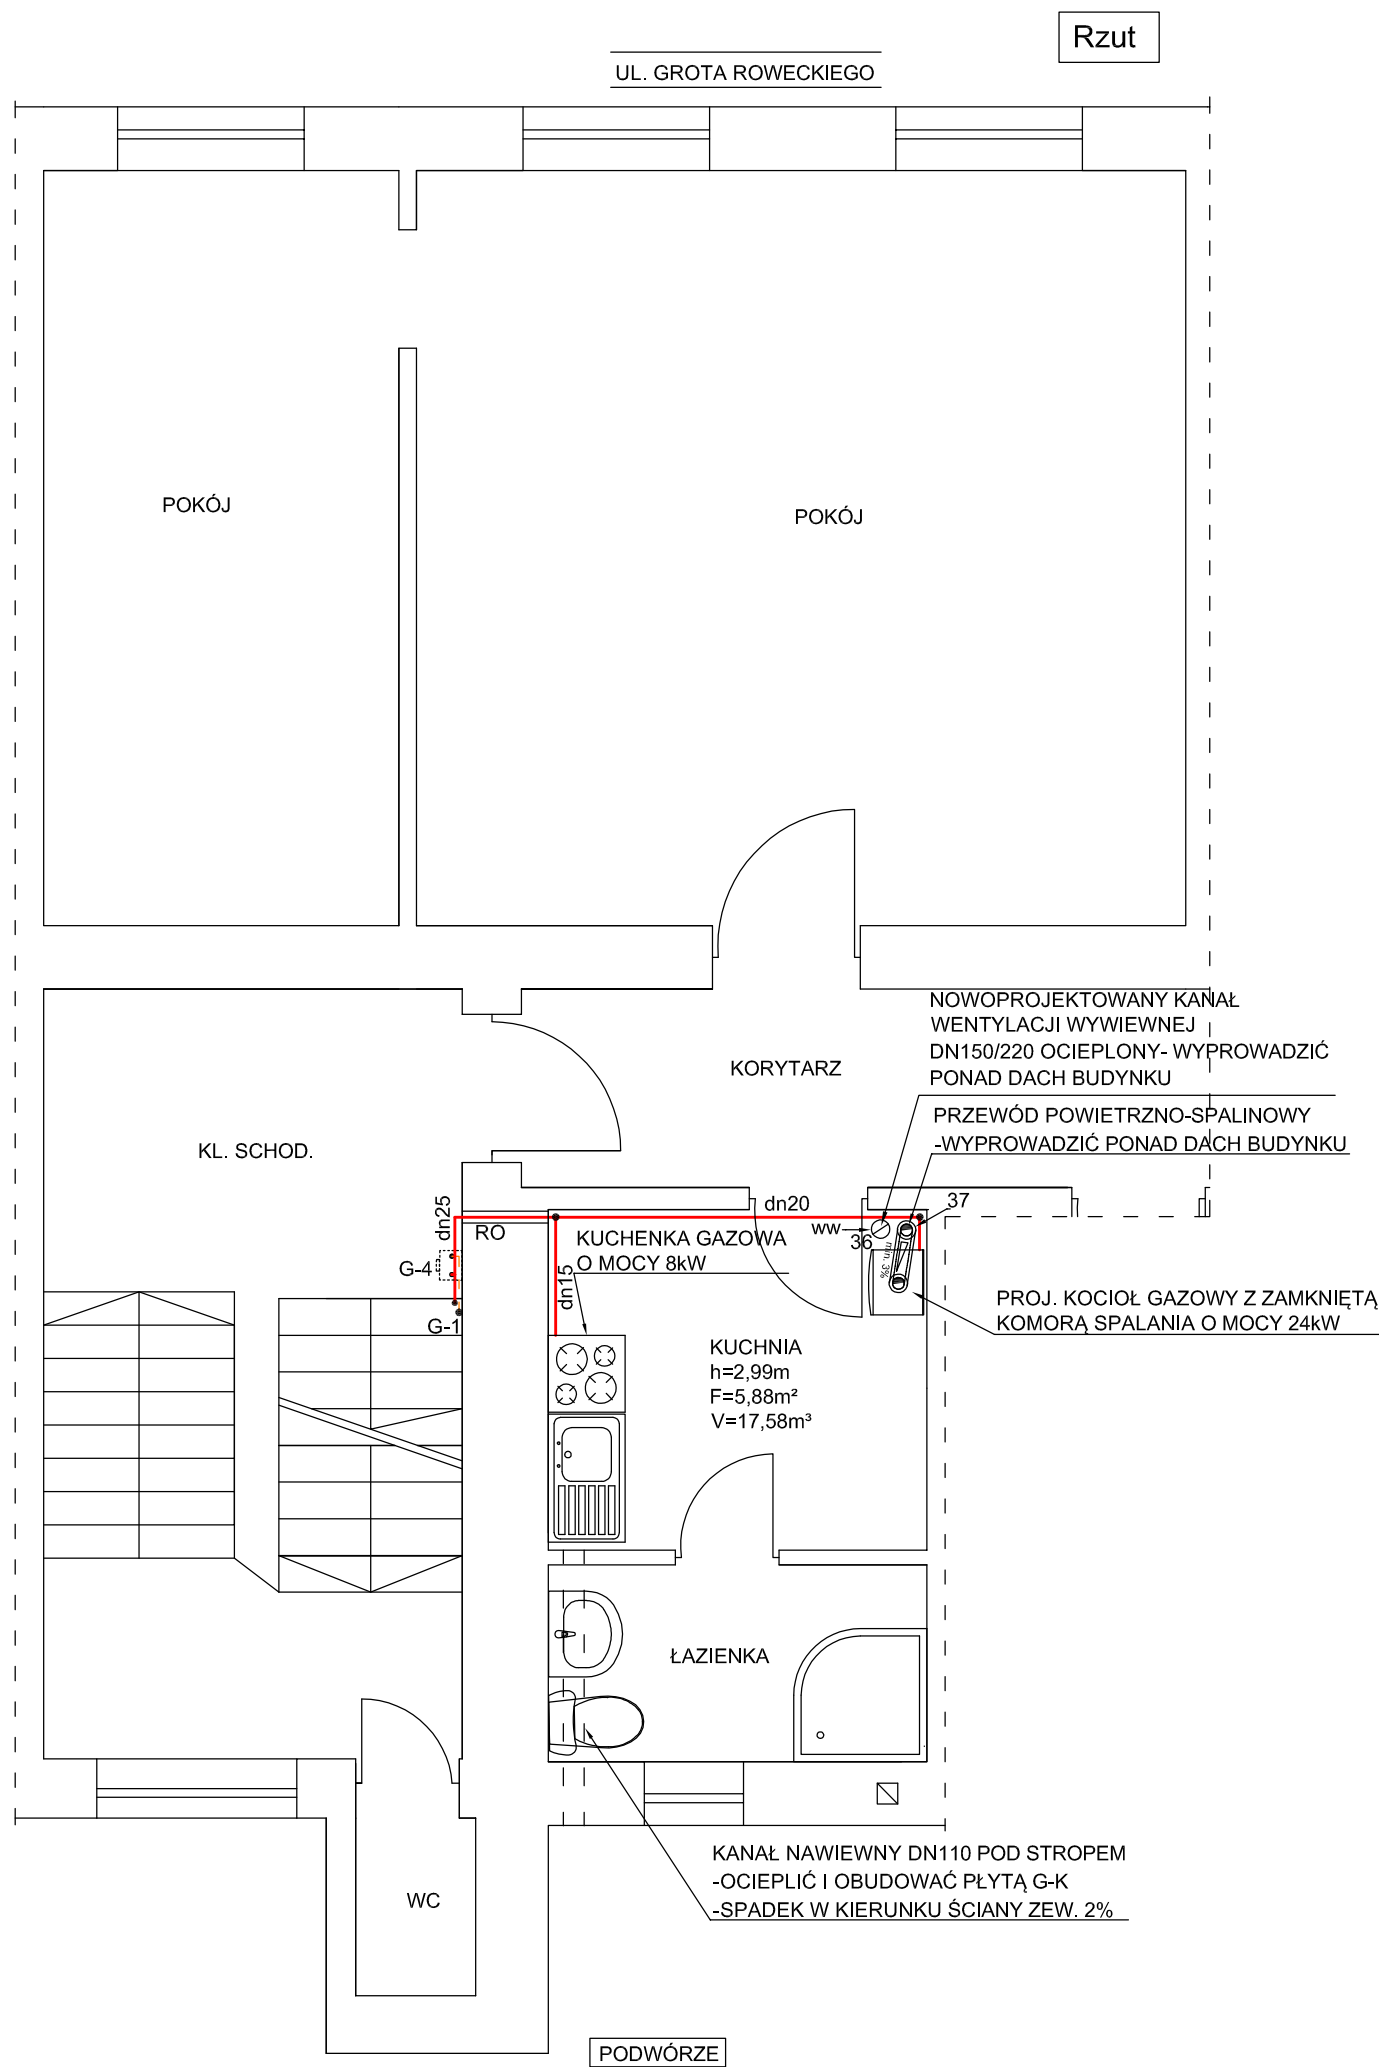 Rzut
UL. GROTA ROWECKIEGO
POKÓJ
POKÓJ
NOWOPROJEKTOWANY KANAŁ
WENTYLACJI WYWIEWNEJ
DN150/220 OCIEPLONY- WYPROWADZIĆ
PONAD DACH BUDYNKU
KORYTARZ
PRZEWÓD POWIETRZNO-SPALINOWY
-WYPROWADZIĆ PONAD DACH BUDYNKU
KL. SCHOD.
dn25
dn20
37
RO
ww
36
KUCHENKA GAZOWA
O MOCY 8kW
min. 3%
G-4
dn15
G-1
PROJ. KOCIOŁ GAZOWY Z ZAMKNIĘTĄ
KOMORĄ SPALANIA O MOCY 24kW
KUCHNIA
h=2,99m
F=5,88m²
V=17,58m³
ŁAZIENKA
KANAŁ NAWIEWNY DN110 POD STROPEM
-OCIEPLIĆ I OBUDOWAĆ PŁYTĄ G-K
-SPADEK W KIERUNKU ŚCIANY ZEW. 2%
WC
PODWÓRZE